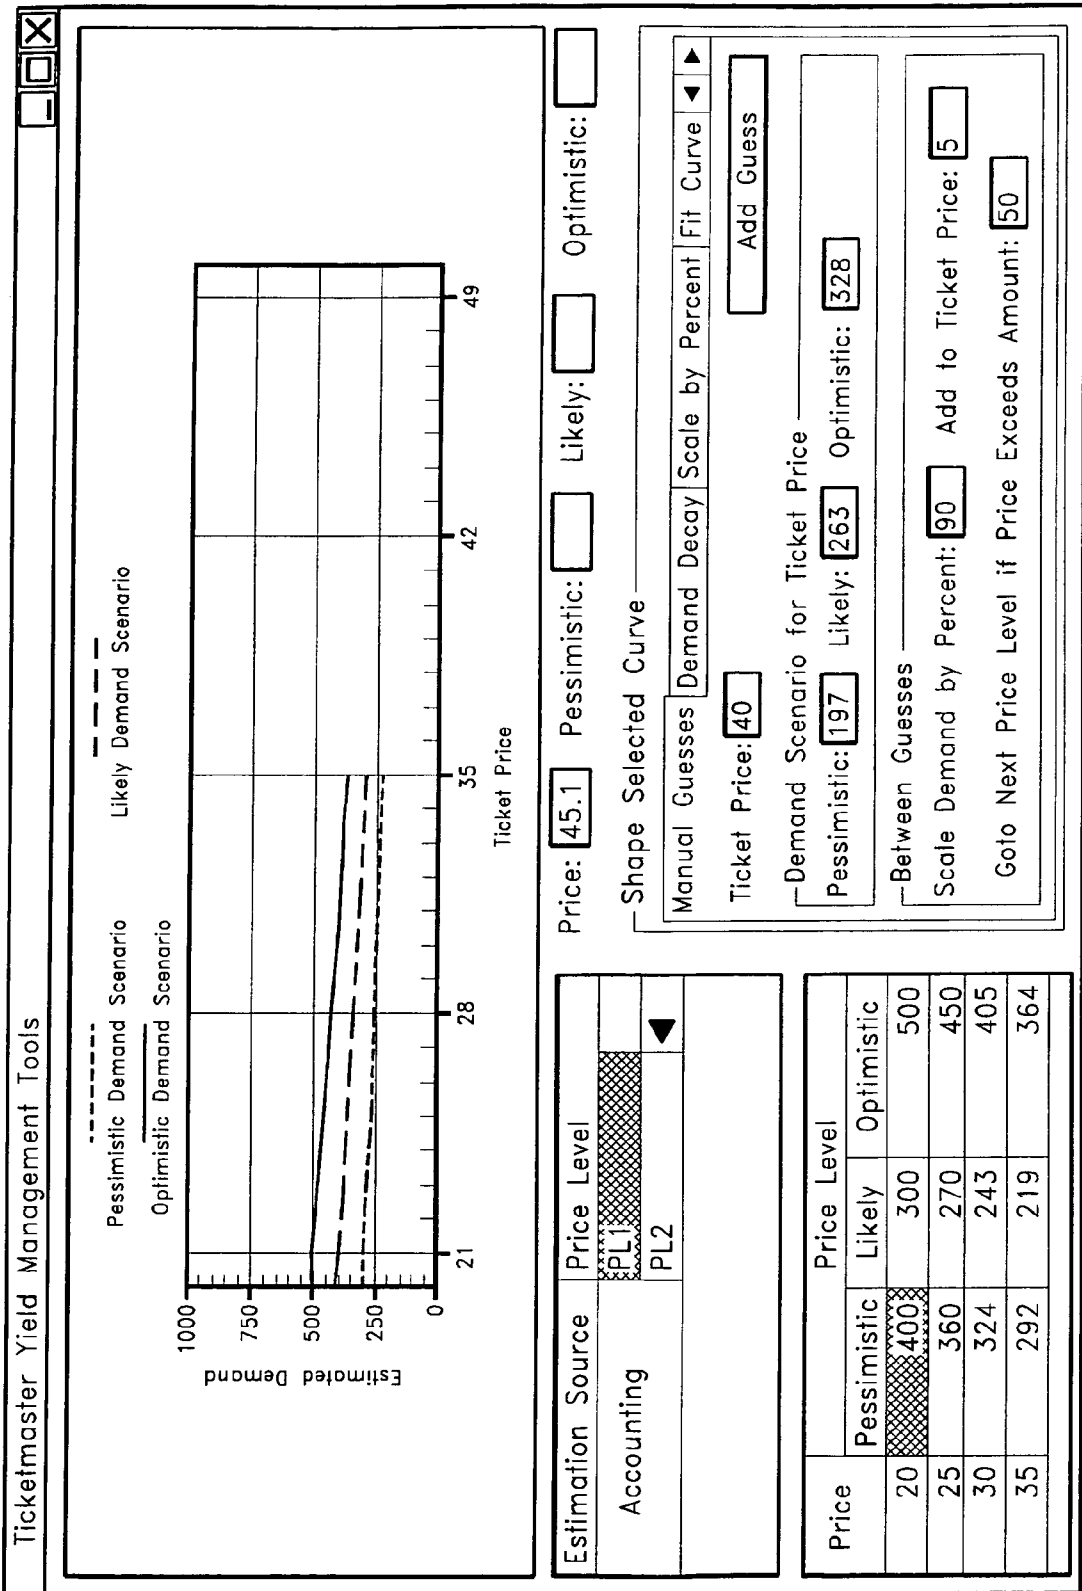 Ticketmaster Yield Management Tools
Pessimistic Demand Scenario
Likely Demand Scenario
Optimistic Demand Scenario
Estimated Demand
1000
750
500
250
0
21 28 35 42 49
Ticket Price
Estimation Source Price Level
Accounting PL1
PL2
Price: 45.1 Pessimistic: Likely: Optimistic:
Shape Selected Curve
Manual Guesses Demand Decay Scale by Percent Fit Curve
Ticket Price: 40 Add Guess
Demand Scenario for Ticket Price
Pessimistic: 197 Likely: 263 Optimistic: 328
Between Guesses
Scale Demand by Percent: 90 Add to Ticket Price: 5
Goto Next Price Level if Price Exceeds Amount: 50
Price Price Level
Pessimistic Likely Optimistic
20 400 300 500
25 360 270 450
30 324 243 405
35 292 219 364